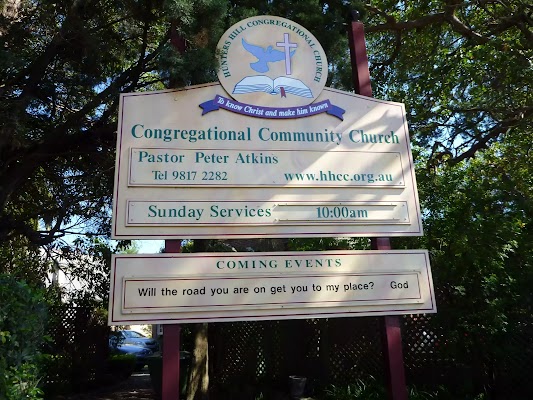 HUNTERS HILL CONGREGATIONAL CHURCH
To know Christ and make him known
Congregational Community Church
Pastor Peter Atkins
Tel 9817 2282 www.hhcc.org.au
Sunday Services 10:00am
COMING EVENTS
Will the road you are on get you to my place? God